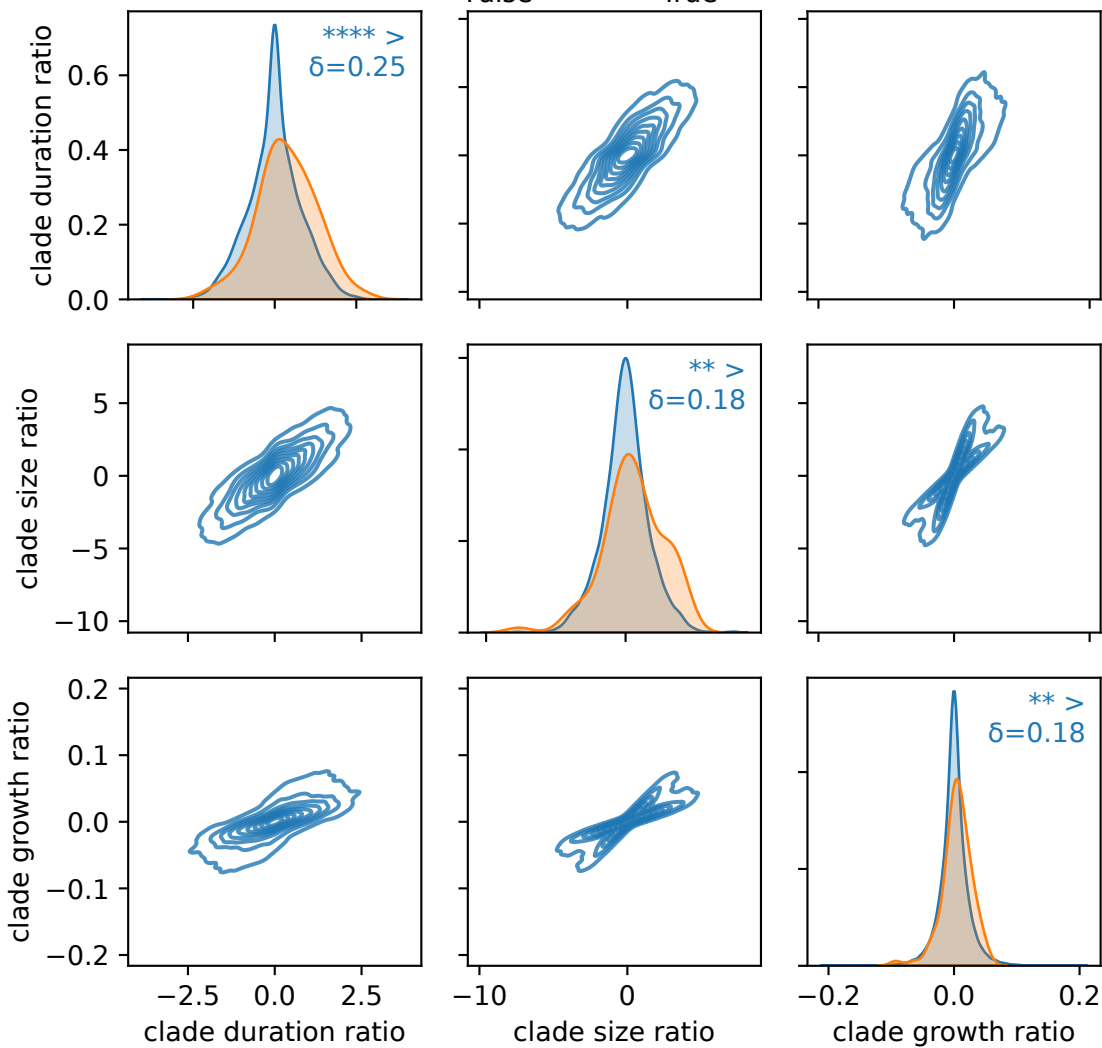 clade duration ratio
0.6
0.4
0.2
0.0
**** >
δ=0.25
clade size ratio
5
0
−5
−10
** >
δ=0.18
clade growth ratio
0.2
0.1
0.0
−0.1
−0.2
** >
δ=0.18
−2.5 0.0 2.5
−10 0
−0.2 0.0 0.2
clade duration ratio
clade size ratio
clade growth ratio